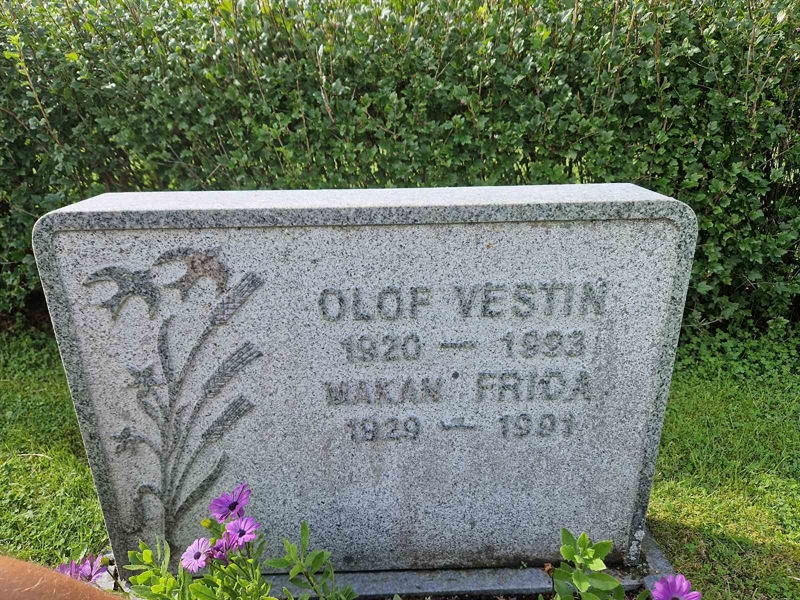 OLOF VESTIN
1920 — 1993
MAKAN FRIDA
1929 — 1991